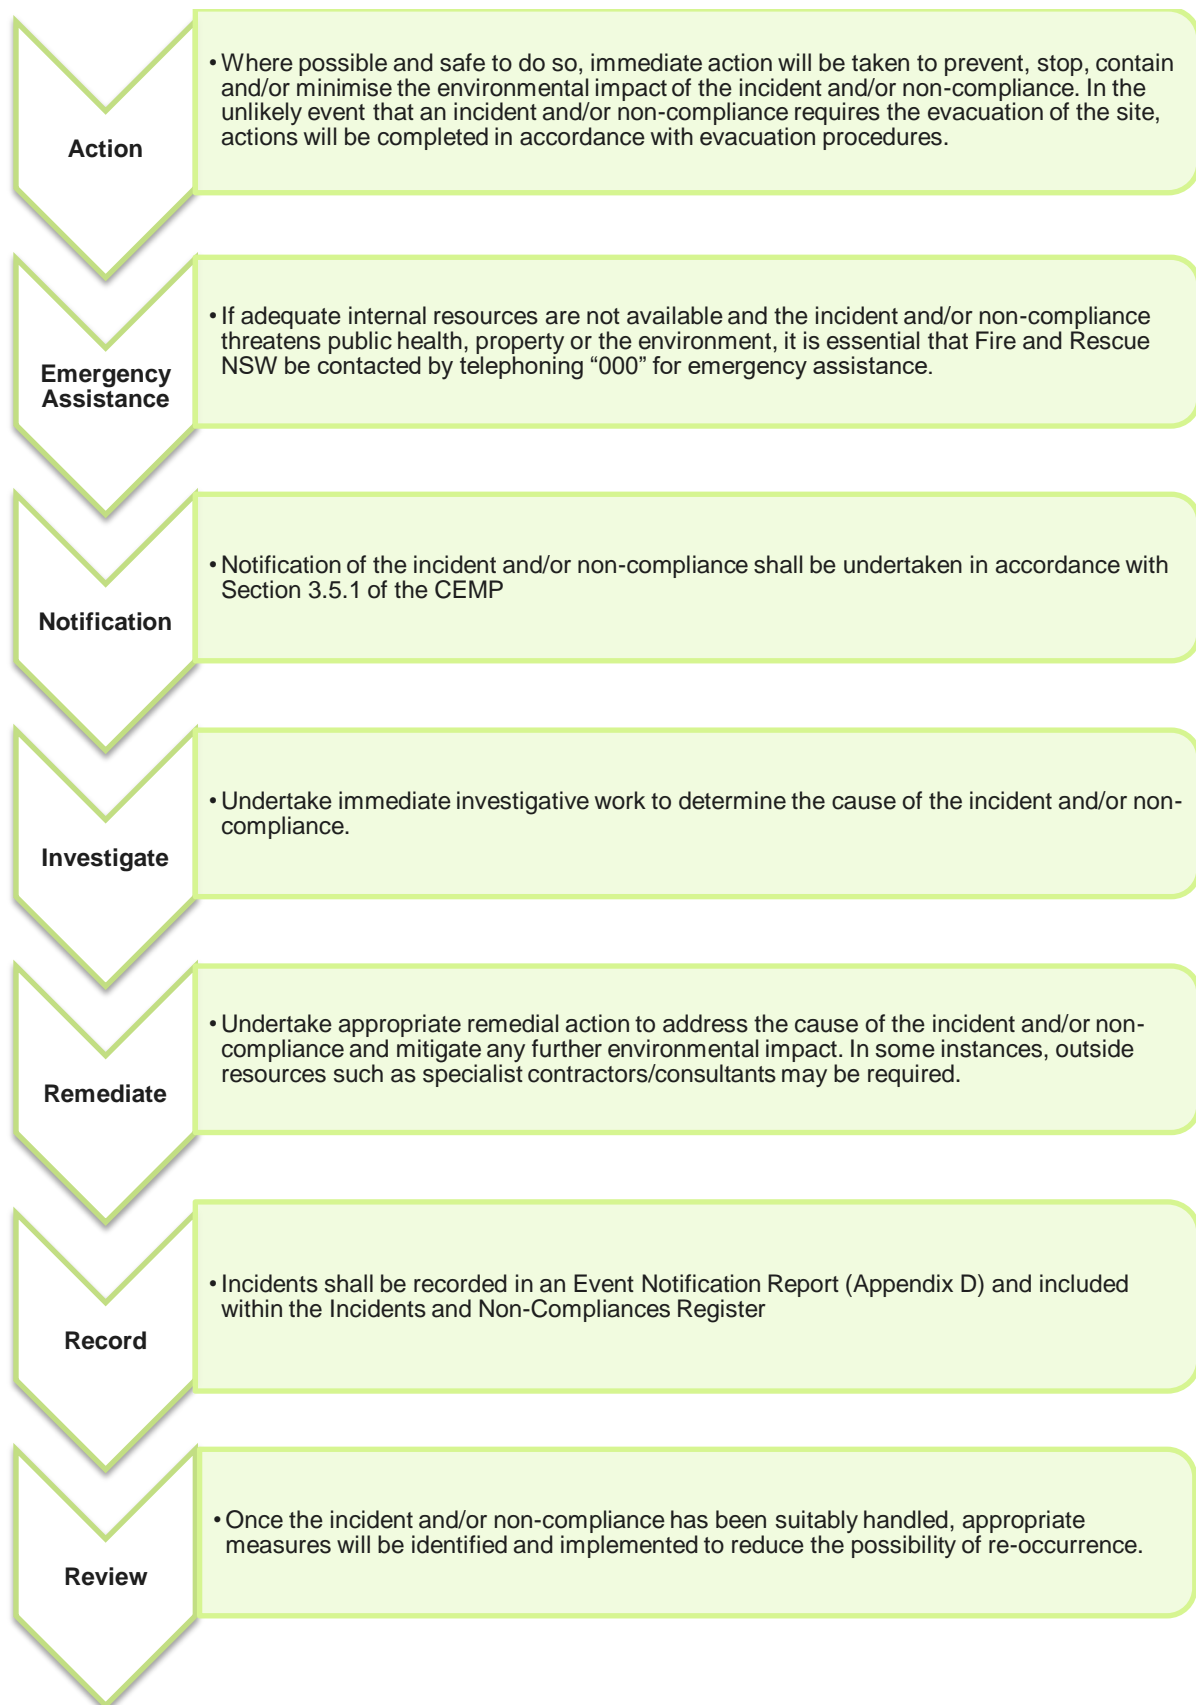 Action
• Where possible and safe to do so, immediate action will be taken to prevent, stop, contain
and/or minimise the environmental impact of the incident and/or non-compliance. In the
unlikely event that an incident and/or non-compliance requires the evacuation of the site,
actions will be completed in accordance with evacuation procedures.
Emergency
Assistance
• If adequate internal resources are not available and the incident and/or non-compliance
threatens public health, property or the environment, it is essential that Fire and Rescue
NSW be contacted by telephoning “000” for emergency assistance.
Notification
• Notification of the incident and/or non-compliance shall be undertaken in accordance with
Section 3.5.1 of the CEMP
Investigate
• Undertake immediate investigative work to determine the cause of the incident and/or non-
compliance.
Remediate
• Undertake appropriate remedial action to address the cause of the incident and/or non-
compliance and mitigate any further environmental impact. In some instances, outside
resources such as specialist contractors/consultants may be required.
Record
• Incidents shall be recorded in an Event Notification Report (Appendix D) and included
within the Incidents and Non-Compliances Register
Review
• Once the incident and/or non-compliance has been suitably handled, appropriate
measures will be identified and implemented to reduce the possibility of re-occurrence.